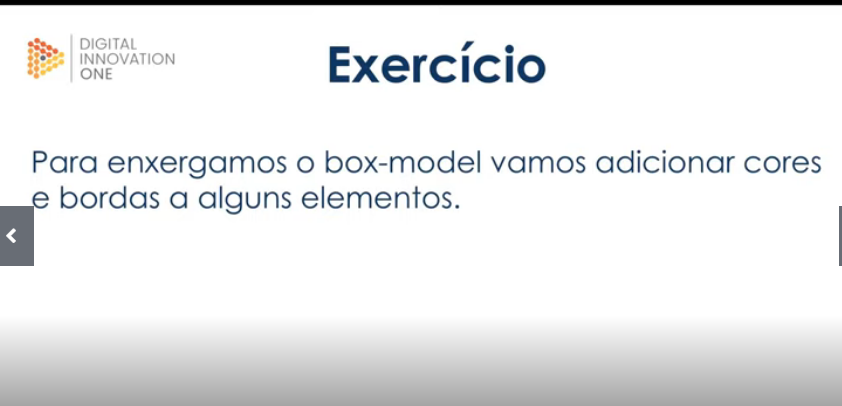 DIGITAL
INNOVATION
ONE
Exercício
Para enxergamos o box-model vamos adicionar cores
e bordas a alguns elementos.